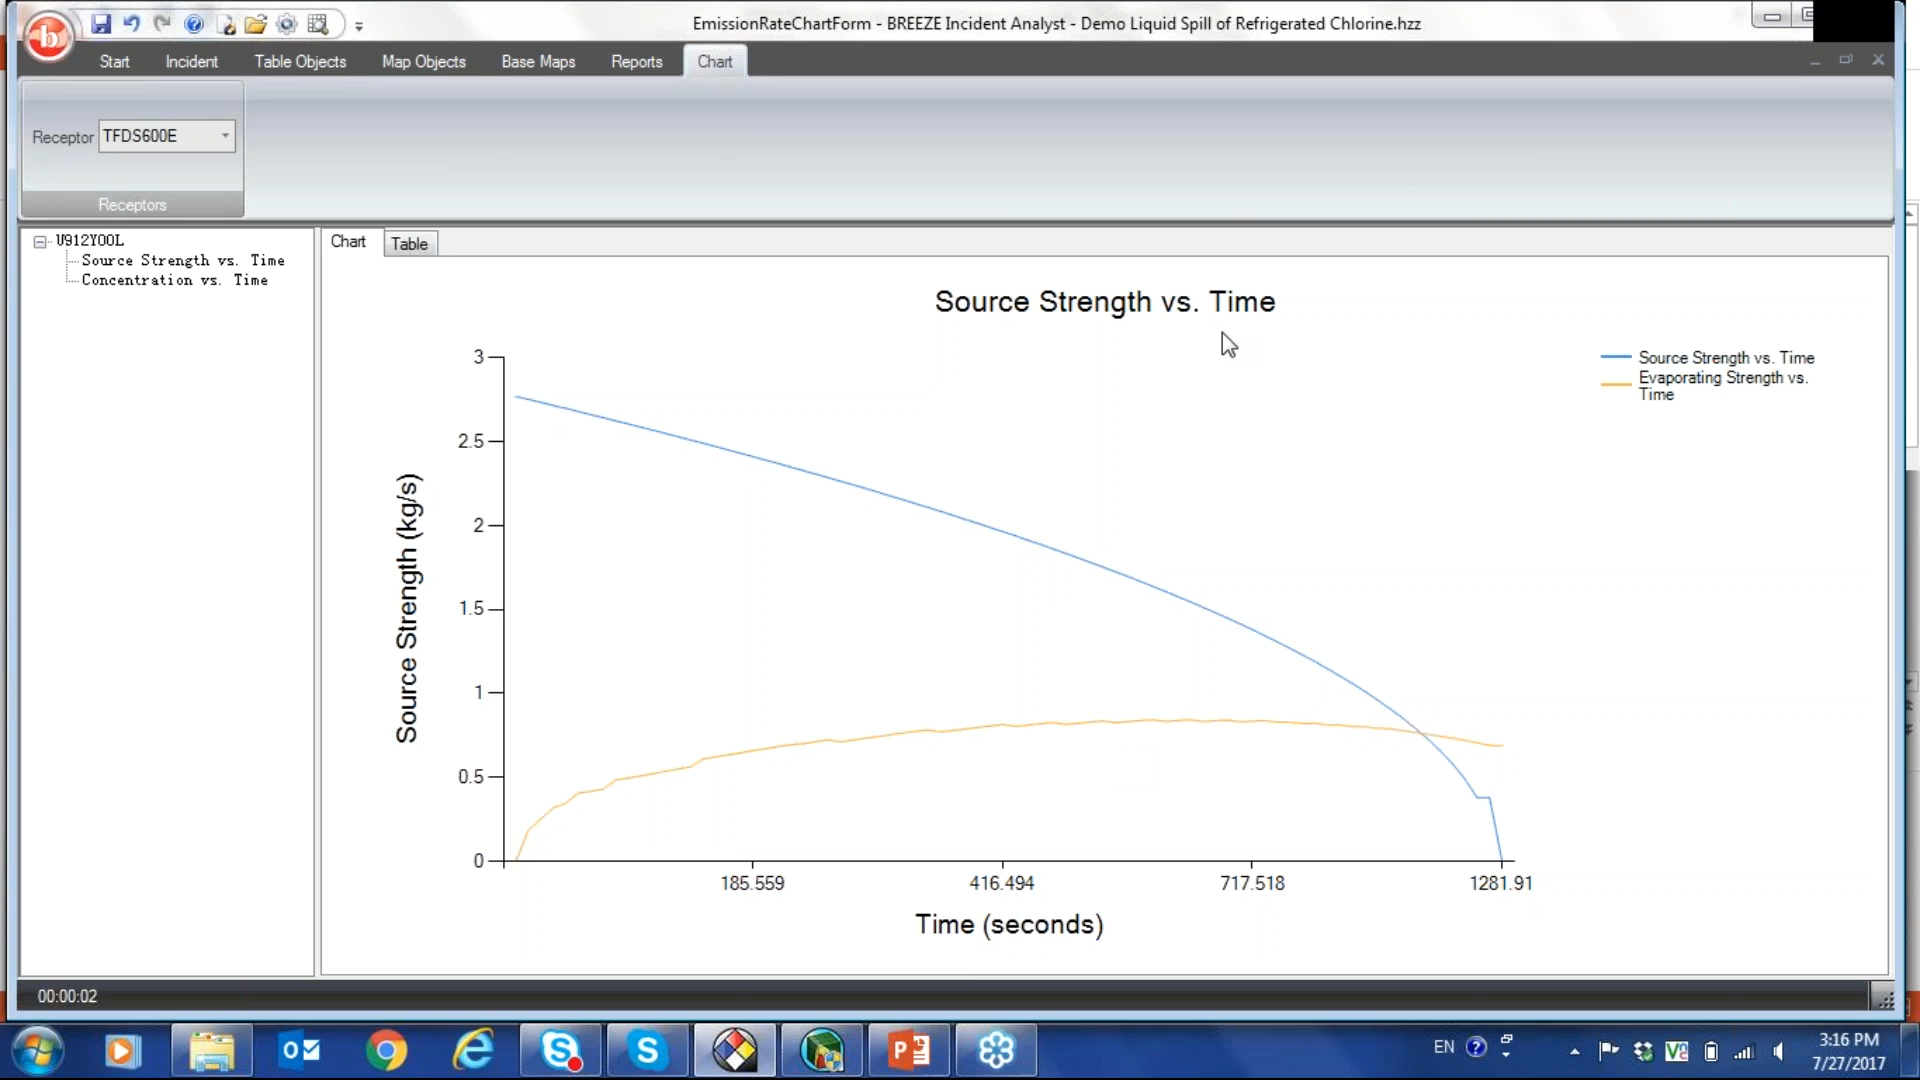 EmissionRateChartForm - BREEZE Incident Analyst - Demo Liquid Spill of Refrigerated Chlorine.hzz
b
Start Incident Table Objects Map Objects Base Maps Reports Chart
Receptor TFDS600E
Receptors
U912YOOL
Source Strength vs. Time
Concentration vs. Time
Chart Table
Source Strength vs. Time
Source Strength vs. Time
Evaporating Strength vs.
Time
Source Strength (kg/s)
3
2.5
2
1.5
1
0.5
0
185.559 416.494 717.518 1281.91
Time (seconds)
00:00:02
EN
3:16 PM
7/27/2017